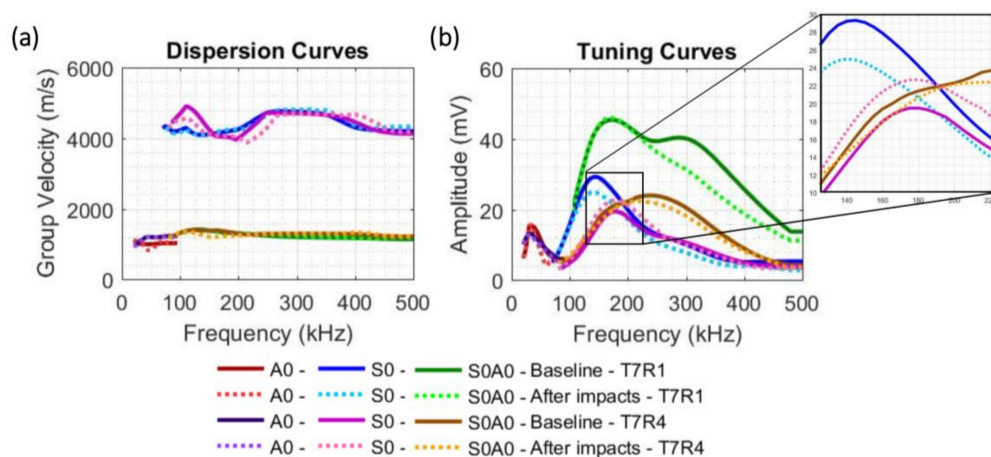 (a)
Dispersion Curves
6000
4000
2000
0
Group Velocity (m/s)
0 100 200 300 400 500
Frequency (kHz)
(b)
Tuning Curves
60
40
20
0
Amplitude (mV)
0 100 200 300 400 500
Frequency (kHz)
30
28
26
24
22
20
18
16
14
12
10
140 160 180 200
A0 - S0 - S0A0 - Baseline - T7R1
A0 - S0 - S0A0 - After impacts - T7R1
A0 - S0 - S0A0 - Baseline - T7R4
A0 - S0 - S0A0 - After impacts - T7R4